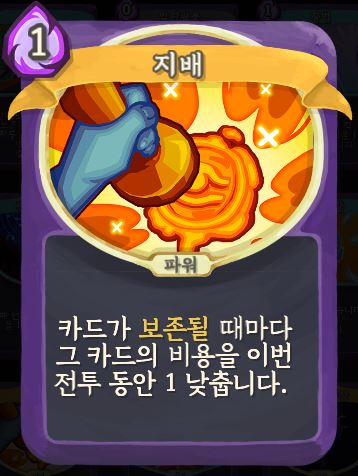 1
지배
파워
카드가 보존될 때마다
그 카드의 비용을 이번
전투 동안 1 낮춥니다.